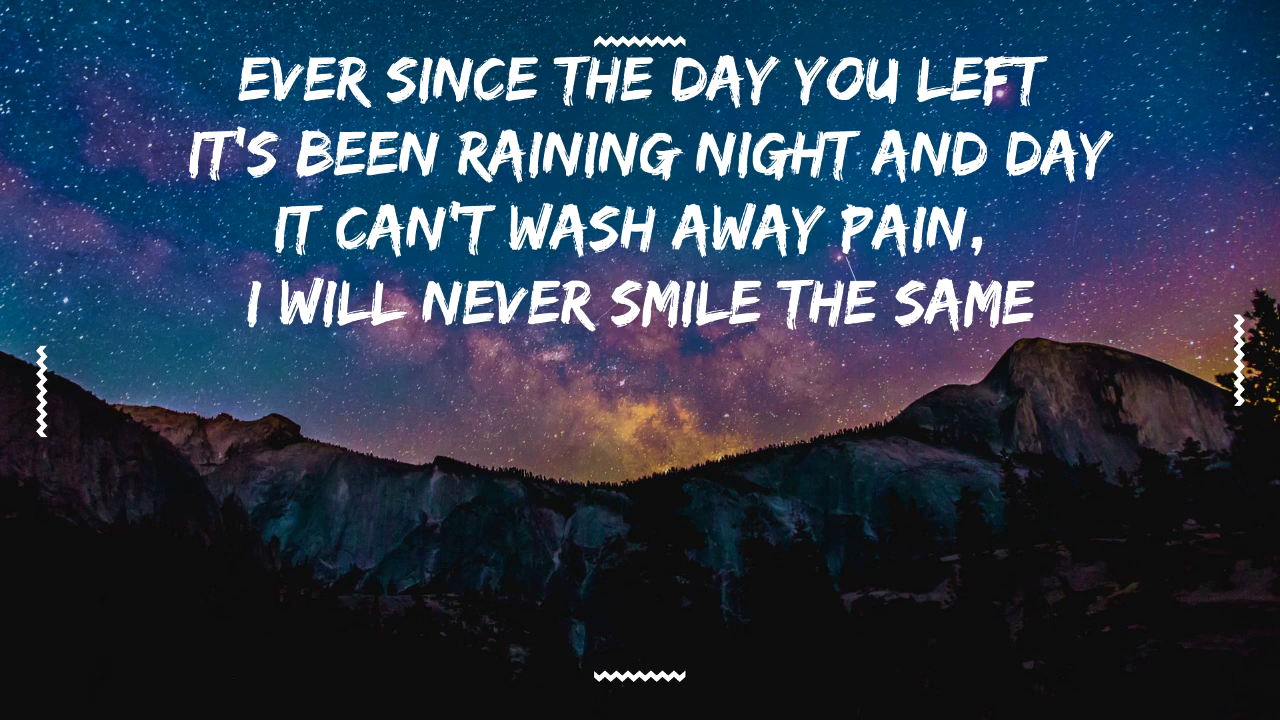 EVER SINCE THE DAY YOU LEFT
IT'S BEEN RAINING NIGHT AND DAY
IT CAN'T WASH AWAY PAIN,
I WILL NEVER SMILE THE SAME